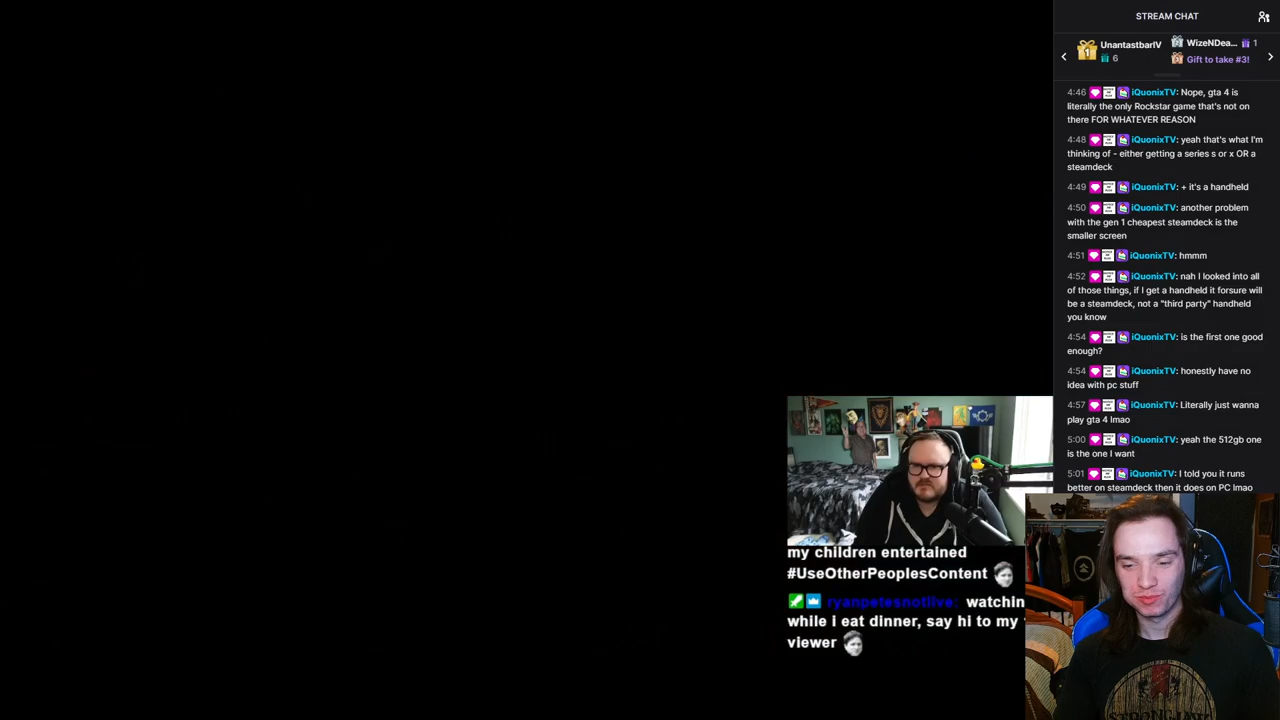 STREAM CHAT
UnantastbarIV
6
WizeNDea... 1
Gift to take #3!
4:46 iQuonixTV: Nope, gta 4 is
literally the only Rockstar game that's not on
there FOR WHATEVER REASON
4:48 iQuonixTV: yeah that's what I'm
thinking of - either getting a series s or x OR a
steamdeck
4:49 iQuonixTV: + it's a handheld
4:50 iQuonixTV: another problem
with the gen 1 cheapest steamdeck is the
smaller screen
4:51 iQuonixTV: hmmm
4:52 iQuonixTV: nah I looked into all
of those things, if I get a handheld it forsure will
be a steamdeck, not a "third party" handheld
you know
4:54 iQuonixTV: is the first one good
enough?
4:54 iQuonixTV: honestly have no
idea with pc stuff
4:57 iQuonixTV: Literally just wanna
play gta 4 lmao
5:00 iQuonixTV: yeah the 512gb one
is the one I want
5:01 iQuonixTV: I told you it runs
better on steamdeck then it does on PC lmao
my children entertained
#UseOtherPeoplesContent
ryanpetesnotlive: watchin
while i eat dinner, say hi to my
viewer